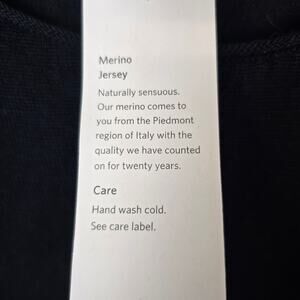 Merino
Jersey
Naturally sensuous.
Our merino comes to
you from the Piedmont
region of Italy with the
quality we have counted
on for twenty years.
Care
Hand wash cold.
See care label.